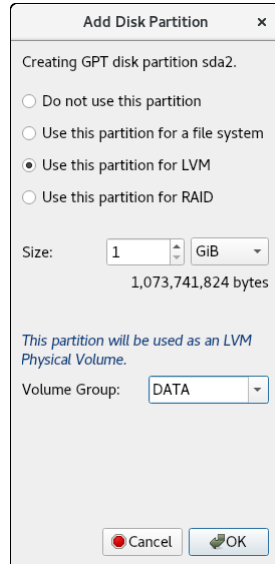 Add Disk Partition ×
Creating GPT disk partition sda2.
Do not use this partition
Use this partition for a file system
Use this partition for LVM
Use this partition for RAID
Size: 1 GiB
1,073,741,824 bytes
This partition will be used as an LVM
Physical Volume.
Volume Group: DATA
Cancel OK